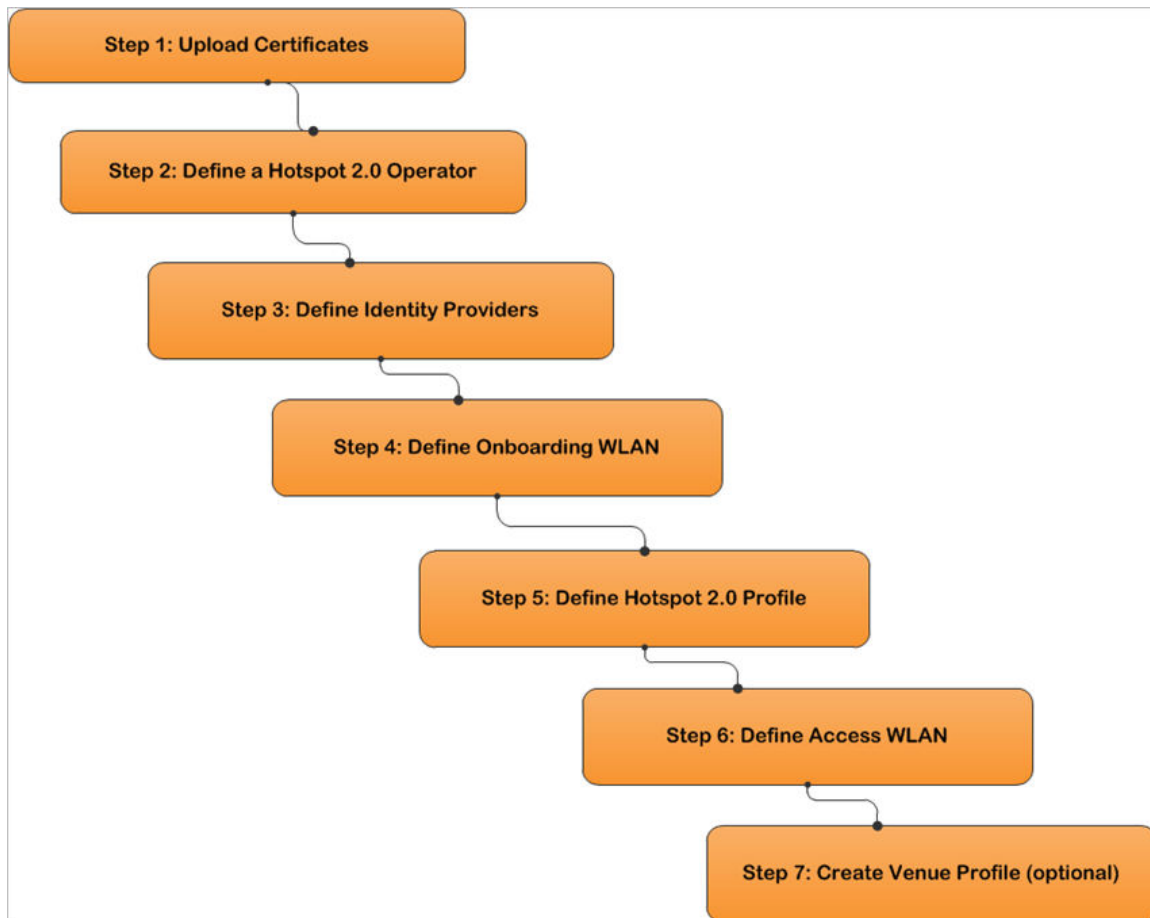 Step 1: Upload Certificates
Step 2: Define a Hotspot 2.0 Operator
Step 3: Define Identity Providers
Step 4: Define Onboarding WLAN
Step 5: Define Hotspot 2.0 Profile
Step 6: Define Access WLAN
Step 7: Create Venue Profile (optional)